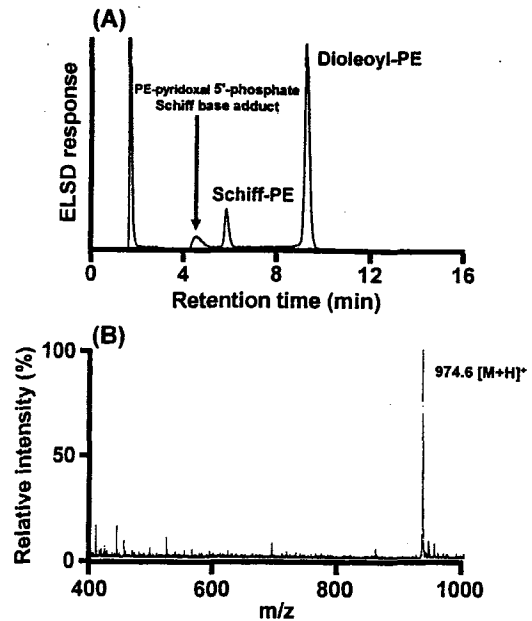 (A)
Dioleoyl-PE
PE-pyridoxal 5'-phosphate
Schiff base adduct
Schiff-PE
ELSD response
0 4 8 12 16
Retention time (min)
(B)
100
974.6 [M+H]+
50
Relative intensity (%)
0
400 600 800 1000
m/z